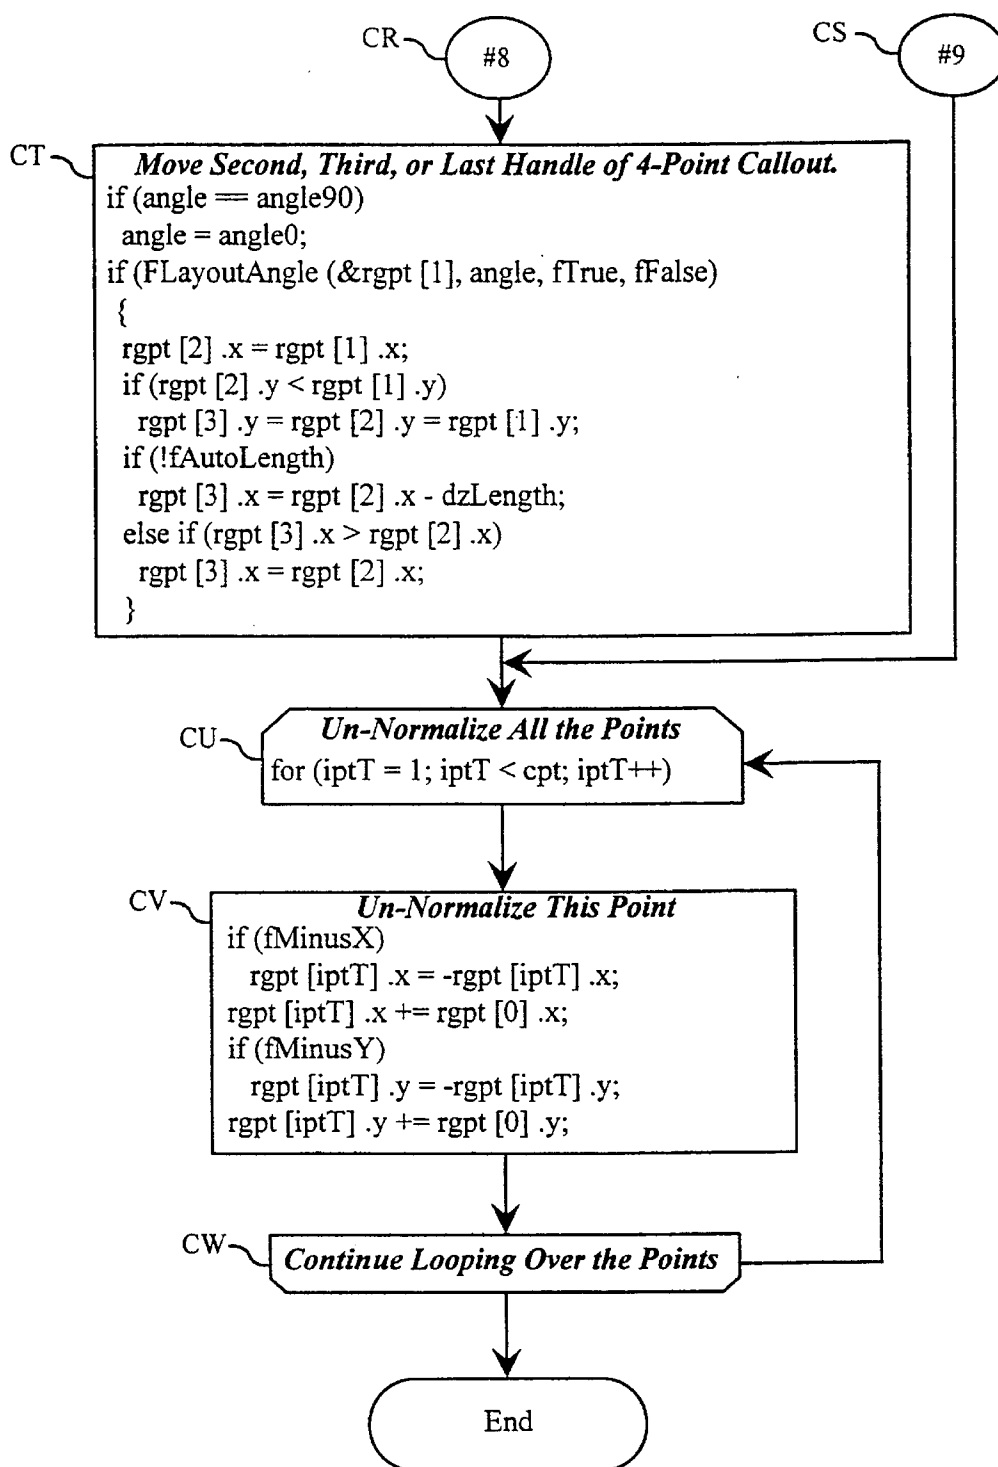 CR
#8
CS
#9
CT
Move Second, Third, or Last Handle of 4-Point Callout.
if (angle == angle90)
angle = angle0;
if (FLayoutAngle (&rgpt [1], angle, fTrue, fFalse)
{
rgpt [2] .x = rgpt [1] .x;
if (rgpt [2] .y < rgpt [1] .y)
rgpt [3] .y = rgpt [2] .y = rgpt [1] .y;
if (!fAutoLength)
rgpt [3] .x = rgpt [2] .x - dzLength;
else if (rgpt [3] .x > rgpt [2] .x)
rgpt [3] .x = rgpt [2] .x;
}
CU
Un-Normalize All the Points
for (iptT = 1; iptT < cpt; iptT++)
CV
Un-Normalize This Point
if (fMinusX)
rgpt [iptT] .x = -rgpt [iptT] .x;
rgpt [iptT] .x += rgpt [0] .x;
if (fMinusY)
rgpt [iptT] .y = -rgpt [iptT] .y;
rgpt [iptT] .y += rgpt [0] .y;
CW
Continue Looping Over the Points
End